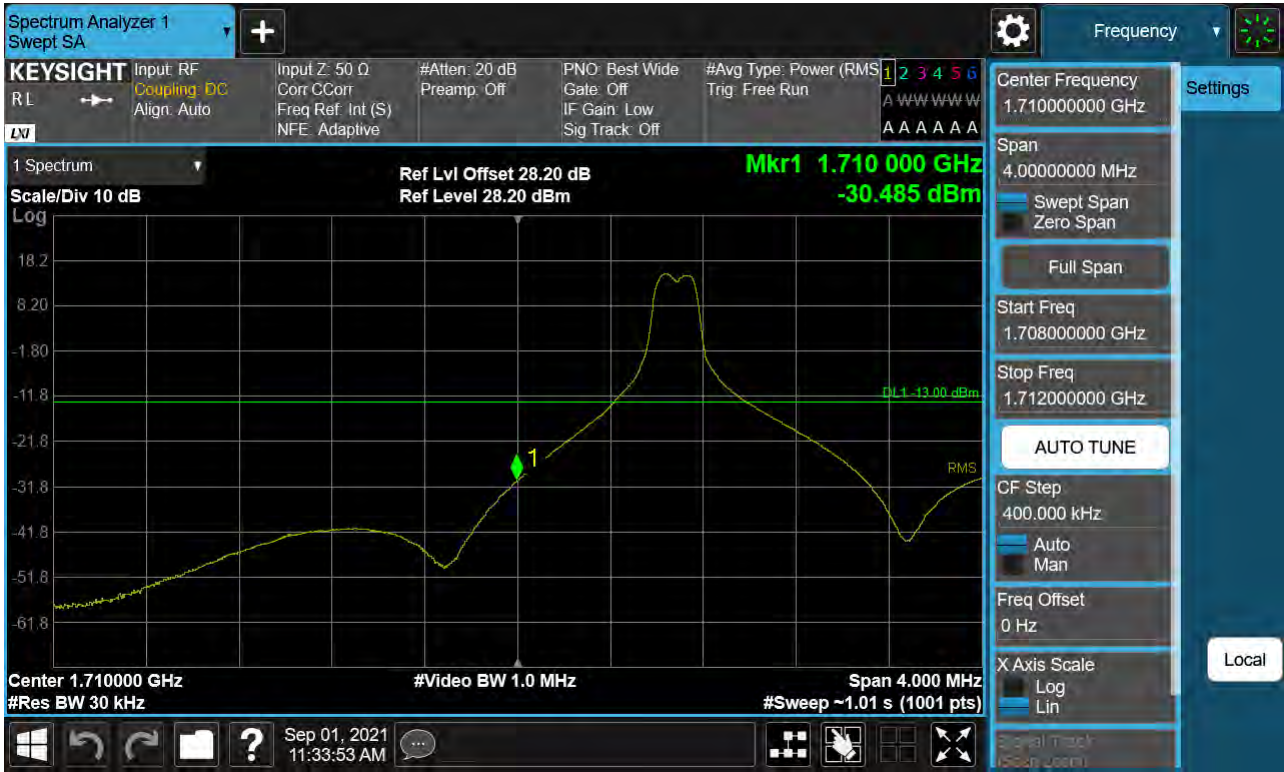 Spectrum Analyzer 1
Swept SA
+
Frequency
KEYSIGHT
RL
LXI
Input: RF
Coupling: DC
Align: Auto
Input Z: 50 Ω
Corr CCorr
Freq Ref: Int (S)
NFE: Adaptive
#Atten: 20 dB
Preamp: Off
PNO: Best Wide
Gate: Off
IF Gain: Low
Sig Track: Off
#Avg Type: Power (RMS
Trig: Free Run
1 2 3 4 5 6
A W W W W W
A A A A A A
1 Spectrum
Scale/Div 10 dB
Ref Lvl Offset 28.20 dB
Ref Level 28.20 dBm
Mkr1 1.710 000 GHz
-30.485 dBm
Log
18.2
8.20
-1.80
-11.8
-21.8
-31.8
-41.8
-51.8
-61.8
DL1 -13.00 dBm
1
RMS
Center 1.710000 GHz
#Video BW 1.0 MHz
Span 4.000 MHz
#Res BW 30 kHz
#Sweep ~1.01 s (1001 pts)
Center Frequency
1.710000000 GHz
Span
4.00000000 MHz
Swept Span
Zero Span
Full Span
Start Freq
1.708000000 GHz
Stop Freq
1.712000000 GHz
AUTO TUNE
CF Step
400.000 kHz
Auto
Man
Freq Offset
0 Hz
X Axis Scale
Log
Lin
Signal Track
(Span Zoom)
Settings
Local
?
Sep 01, 2021
11:33:53 AM